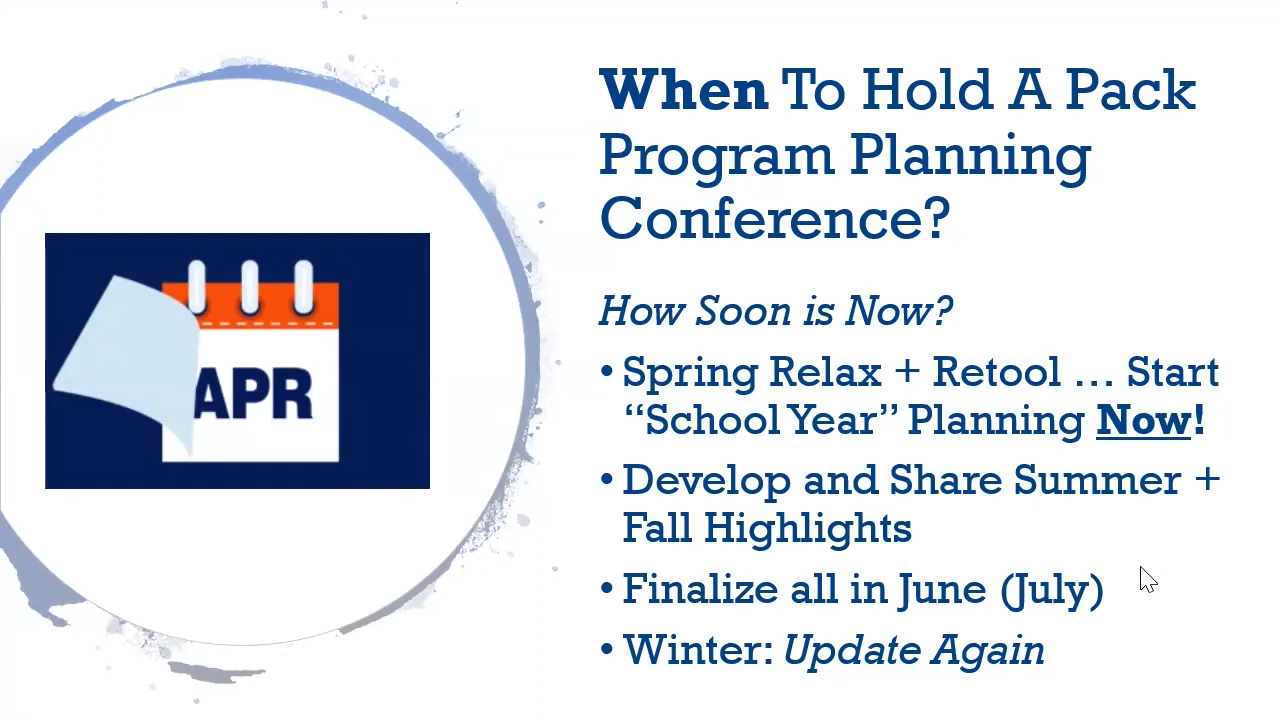 When To Hold A Pack
Program Planning
Conference?
APR
How Soon is Now?
• Spring Relax + Retool … Start
“School Year” Planning Now!
• Develop and Share Summer +
Fall Highlights
• Finalize all in June (July)
• Winter: Update Again